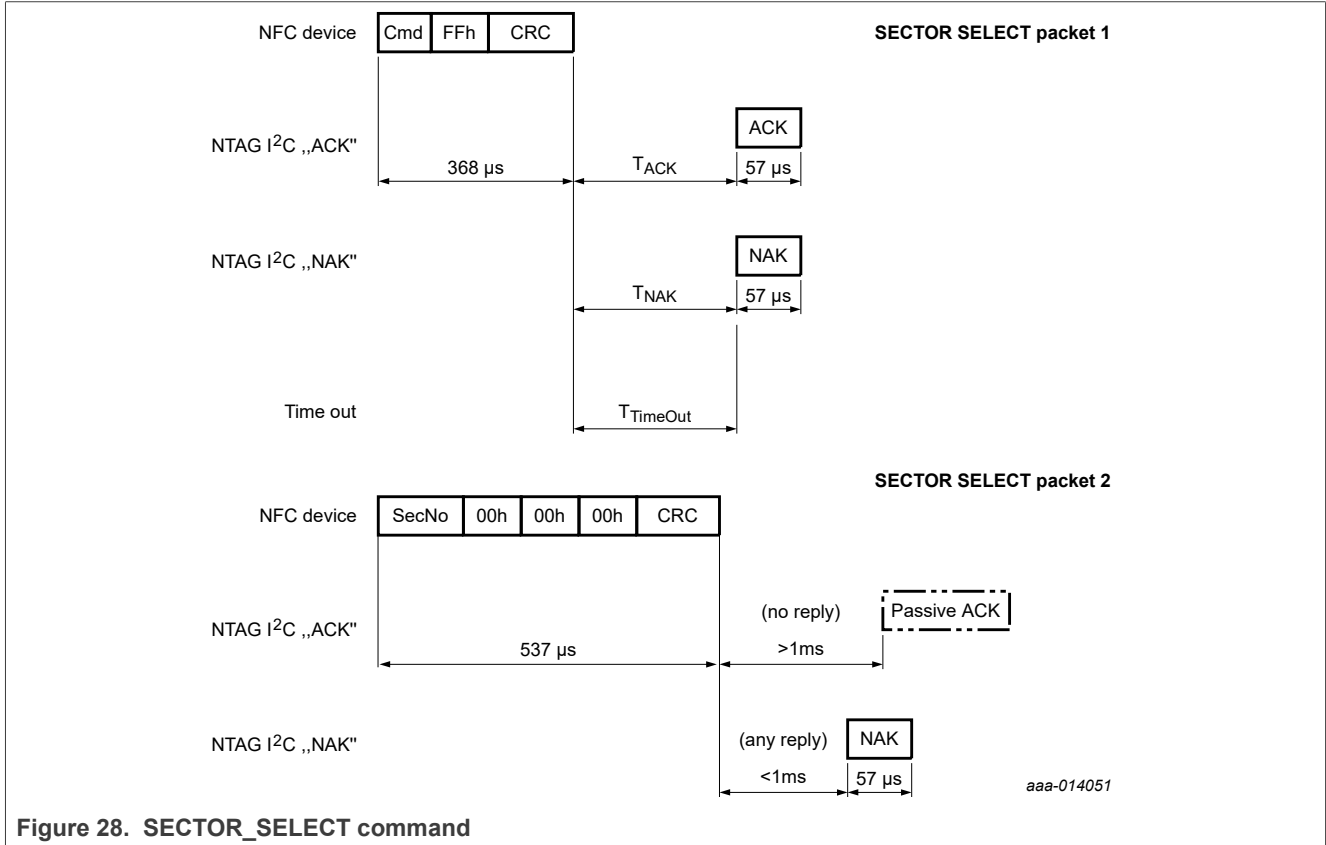 NFC device Cmd FFh CRC SECTOR SELECT packet 1
ACK
NTAG I2C ,,ACK"
368 µs TACK 57 µs
NAK
NTAG I2C ,,NAK"
TNAK 57 µs
Time out TTimeOut
SECTOR SELECT packet 2
NFC device SecNo 00h 00h 00h CRC
(no reply) Passive ACK
NTAG I2C ,,ACK"
537 µs >1ms
NTAG I2C ,,NAK" (any reply) NAK
<1ms 57 µs aaa-014051
Figure 28. SECTOR_SELECT command